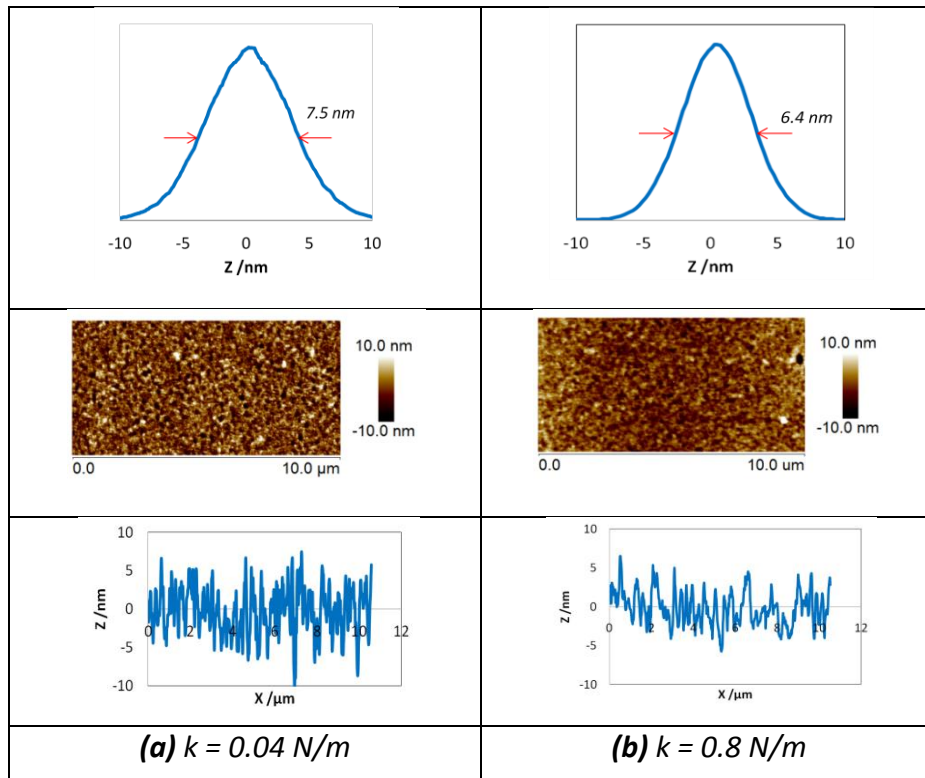 7.5 nm
-10 -5 0 5 10
Z /nm
6.4 nm
-10 -5 0 5 10
Z /nm
10.0 nm
-10.0 nm
0.0 10.0 µm
10.0 nm
-10.0 nm
0.0 10.0 um
10
5
0
-5
-10
Z /nm
0 2 4 6 8 10 12
X /µm
10
5
0
-5
-10
Z /nm
0 2 4 6 8 10 12
X /µm
(a) k = 0.04 N/m
(b) k = 0.8 N/m